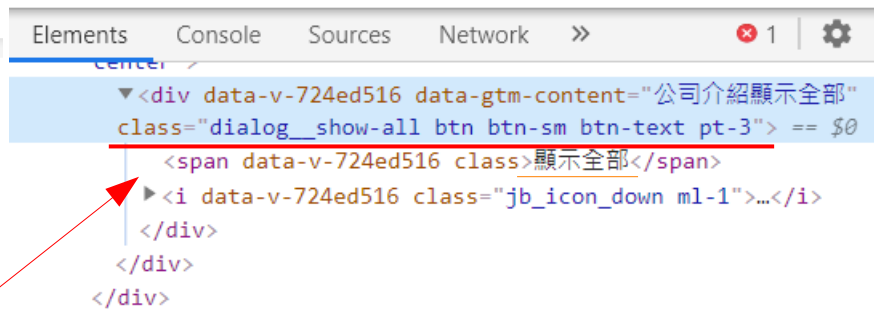 Elements Console Sources Network » 1
center">
▼<div data-v-724ed516 data-gtm-content="公司介紹顯示全部"
class="dialog__show-all btn btn-sm btn-text pt-3"> == $0
<span data-v-724ed516 class>顯示全部</span>
▶<i data-v-724ed516 class="jb_icon_down ml-1">…</i>
</div>
</div>
</div>